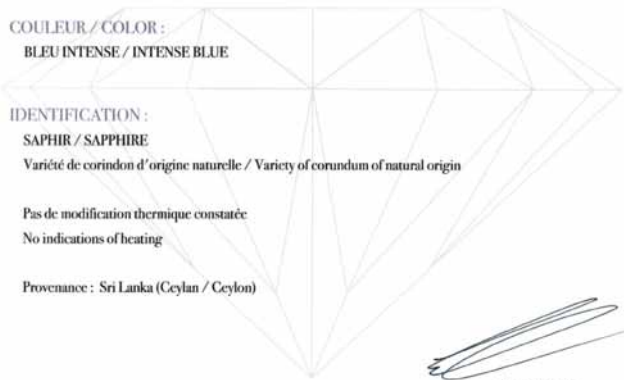 COULEUR / COLOR :
BLEU INTENSE / INTENSE BLUE
IDENTIFICATION :
SAPHIR / SAPPHIRE
Variété de corindon d'origine naturelle / Variety of corundum of natural origin
Pas de modification thermique constatée
No indications of heating
Provenance : Sri Lanka (Ceylan / Ceylon)